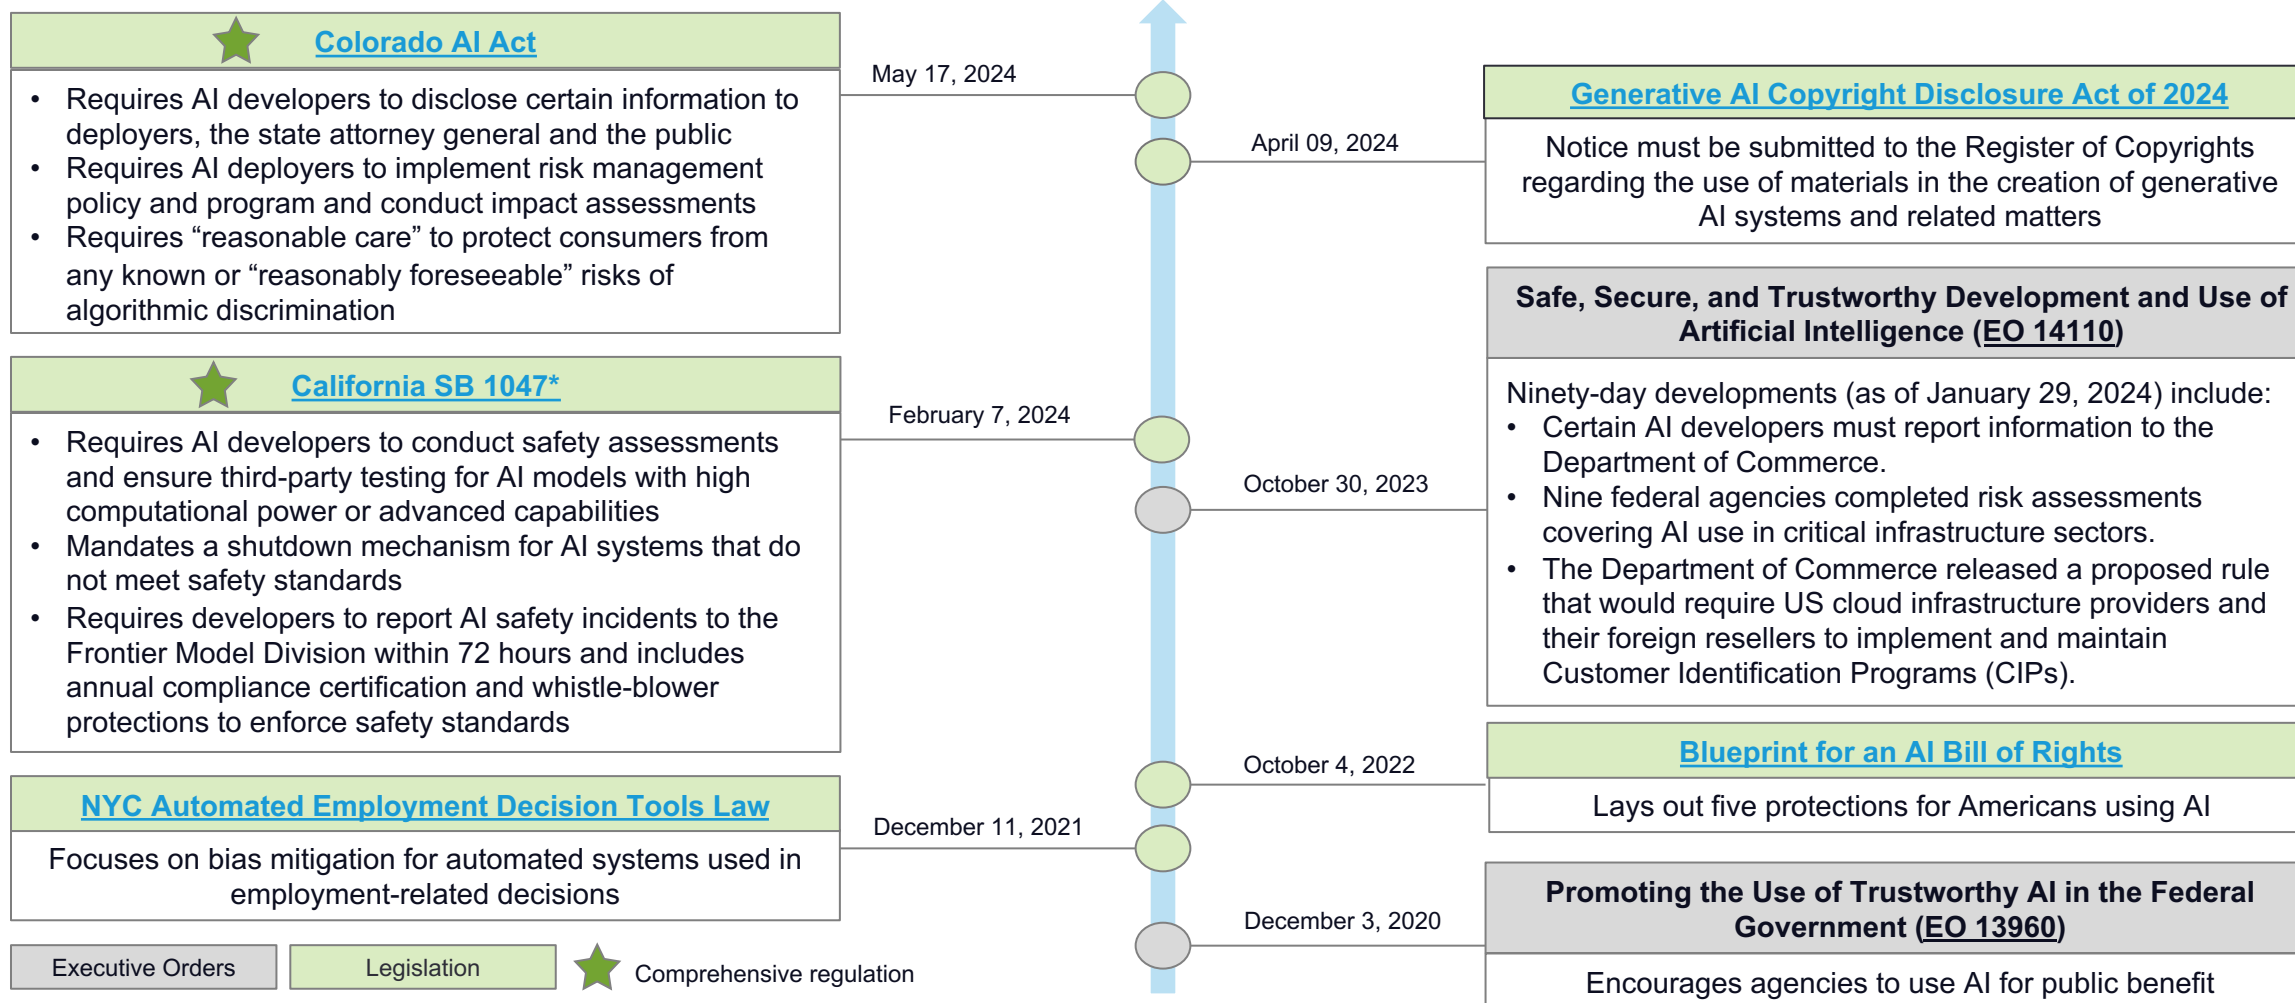 Colorado AI Act
• Requires AI developers to disclose certain information to
deployers, the state attorney general and the public
• Requires AI deployers to implement risk management
policy and program and conduct impact assessments
• Requires “reasonable care” to protect consumers from
any known or “reasonably foreseeable” risks of
algorithmic discrimination
May 17, 2024
April 09, 2024
Generative AI Copyright Disclosure Act of 2024
Notice must be submitted to the Register of Copyrights
regarding the use of materials in the creation of generative
AI systems and related matters
California SB 1047*
• Requires AI developers to conduct safety assessments
and ensure third-party testing for AI models with high
computational power or advanced capabilities
• Mandates a shutdown mechanism for AI systems that do
not meet safety standards
• Requires developers to report AI safety incidents to the
Frontier Model Division within 72 hours and includes
annual compliance certification and whistle-blower
protections to enforce safety standards
February 7, 2024
October 30, 2023
Safe, Secure, and Trustworthy Development and Use of
Artificial Intelligence (EO 14110)
Ninety-day developments (as of January 29, 2024) include:
• Certain AI developers must report information to the
Department of Commerce.
• Nine federal agencies completed risk assessments
covering AI use in critical infrastructure sectors.
• The Department of Commerce released a proposed rule
that would require US cloud infrastructure providers and
their foreign resellers to implement and maintain
Customer Identification Programs (CIPs).
October 4, 2022
Blueprint for an AI Bill of Rights
Lays out five protections for Americans using AI
NYC Automated Employment Decision Tools Law
Focuses on bias mitigation for automated systems used in
employment-related decisions
December 11, 2021
December 3, 2020
Promoting the Use of Trustworthy AI in the Federal
Government (EO 13960)
Encourages agencies to use AI for public benefit
Executive Orders
Legislation
Comprehensive regulation